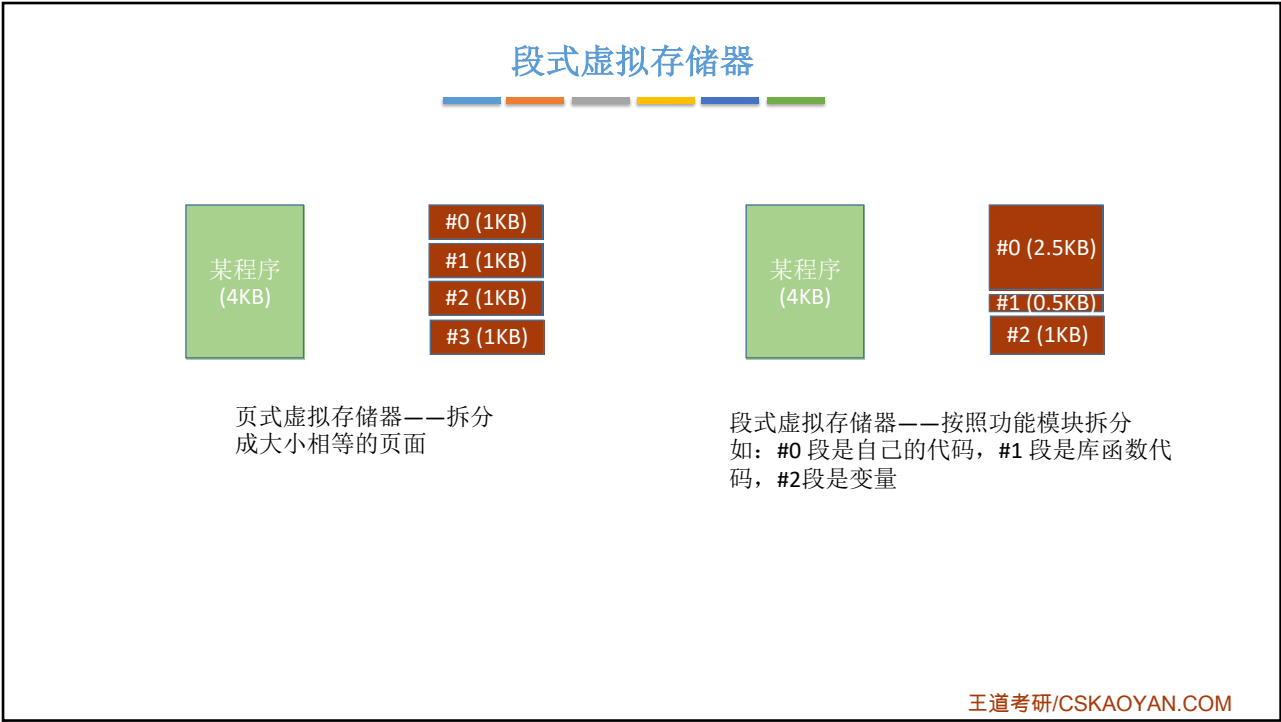 段式虚拟存储器
某程序
(4KB)
#0 (1KB)
#1 (1KB)
#2 (1KB)
#3 (1KB)
页式虚拟存储器——拆分
成大小相等的页面
某程序
(4KB)
#0 (2.5KB)
#1 (0.5KB)
#2 (1KB)
段式虚拟存储器——按照功能模块拆分
如：#0 段是自己的代码，#1 段是库函数代
码，#2段是变量
王道考研/CSKAOYAN.COM